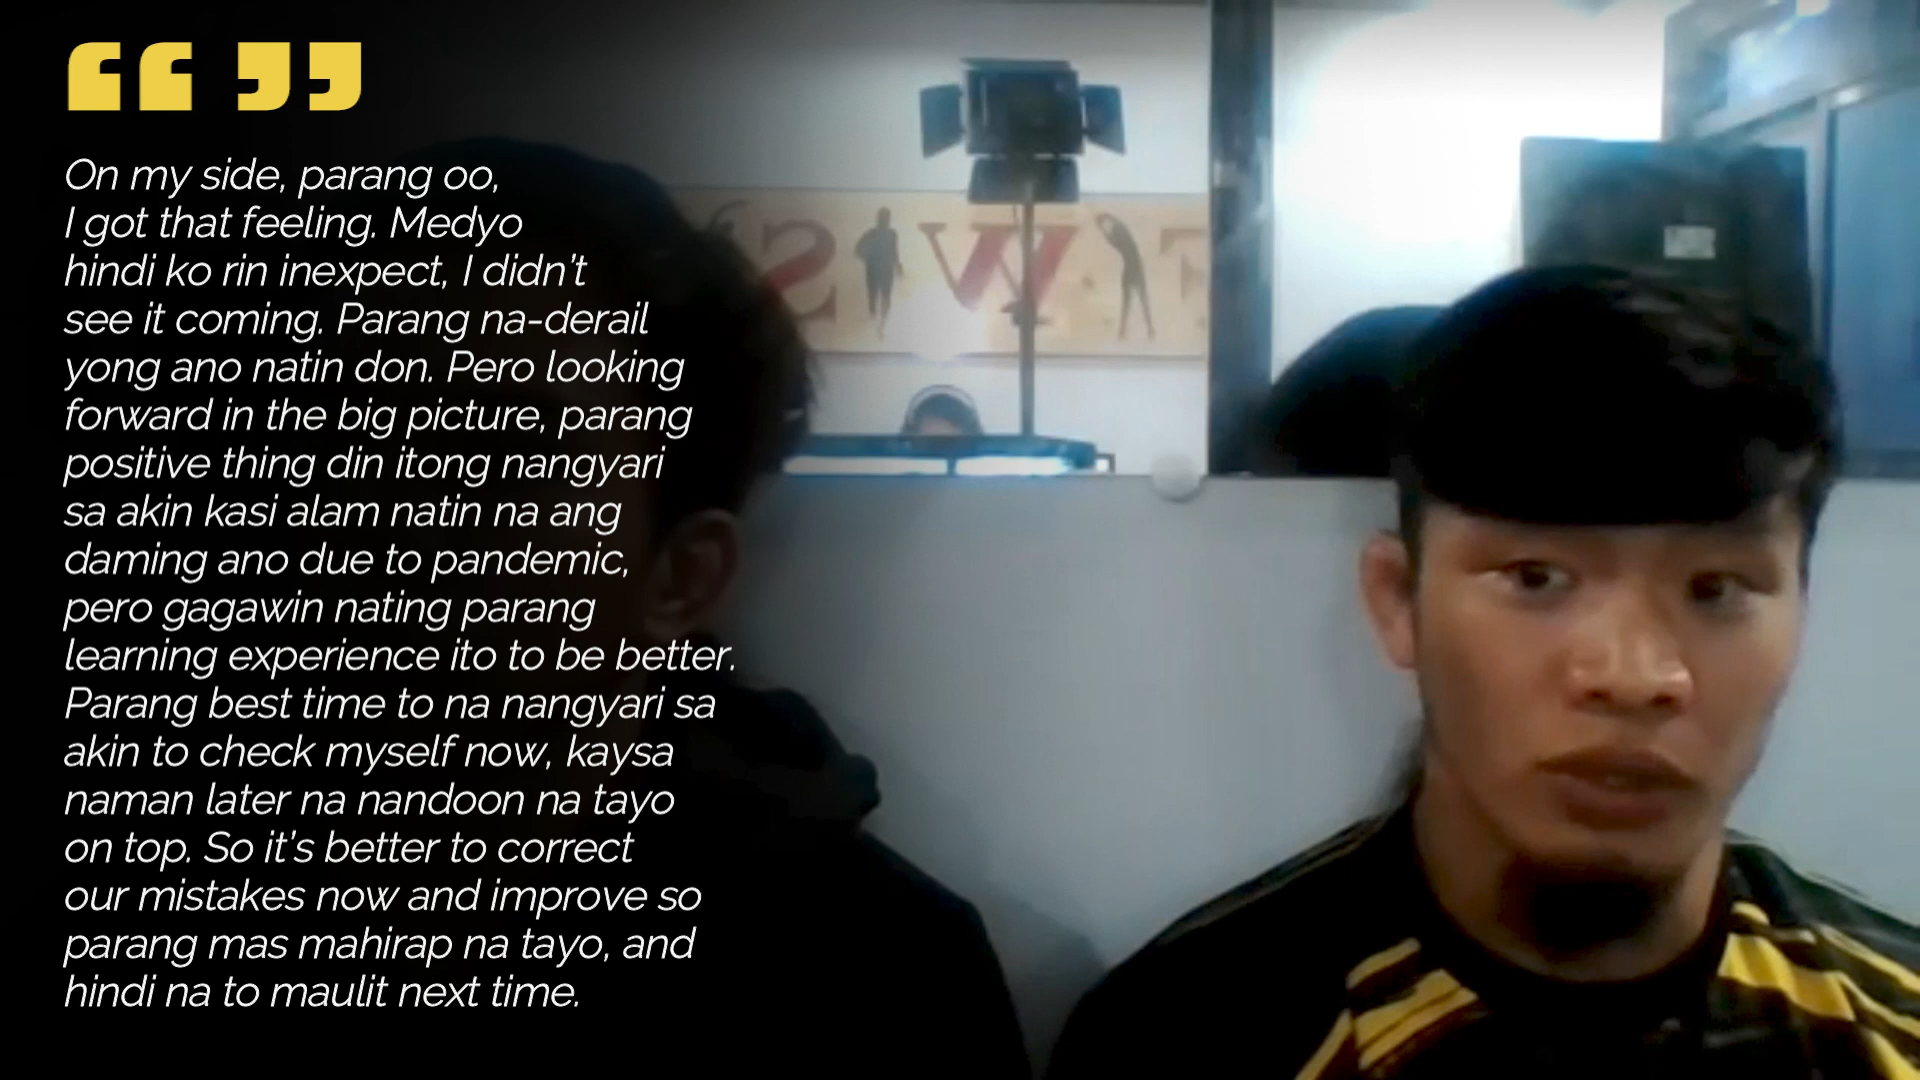 On my side, parang oo,
I got that feeling. Medyo
hindi ko rin inexpect, I didn't
see it coming. Parang na-derail
yong ano natin don. Pero looking
forward in the big picture, parang
positive thing din itong nangyari
sa akin kasi alam natin na ang
daming ano due to pandemic,
pero gagawin nating parang
learning experience ito to be better.
Parang best time to na nangyari sa
akin to check myself now, kaysa
naman later na nandoon na tayo
on top. So it's better to correct
our mistakes now and improve so
parang mas mahirap na tayo, and
hindi na to maulit next time.